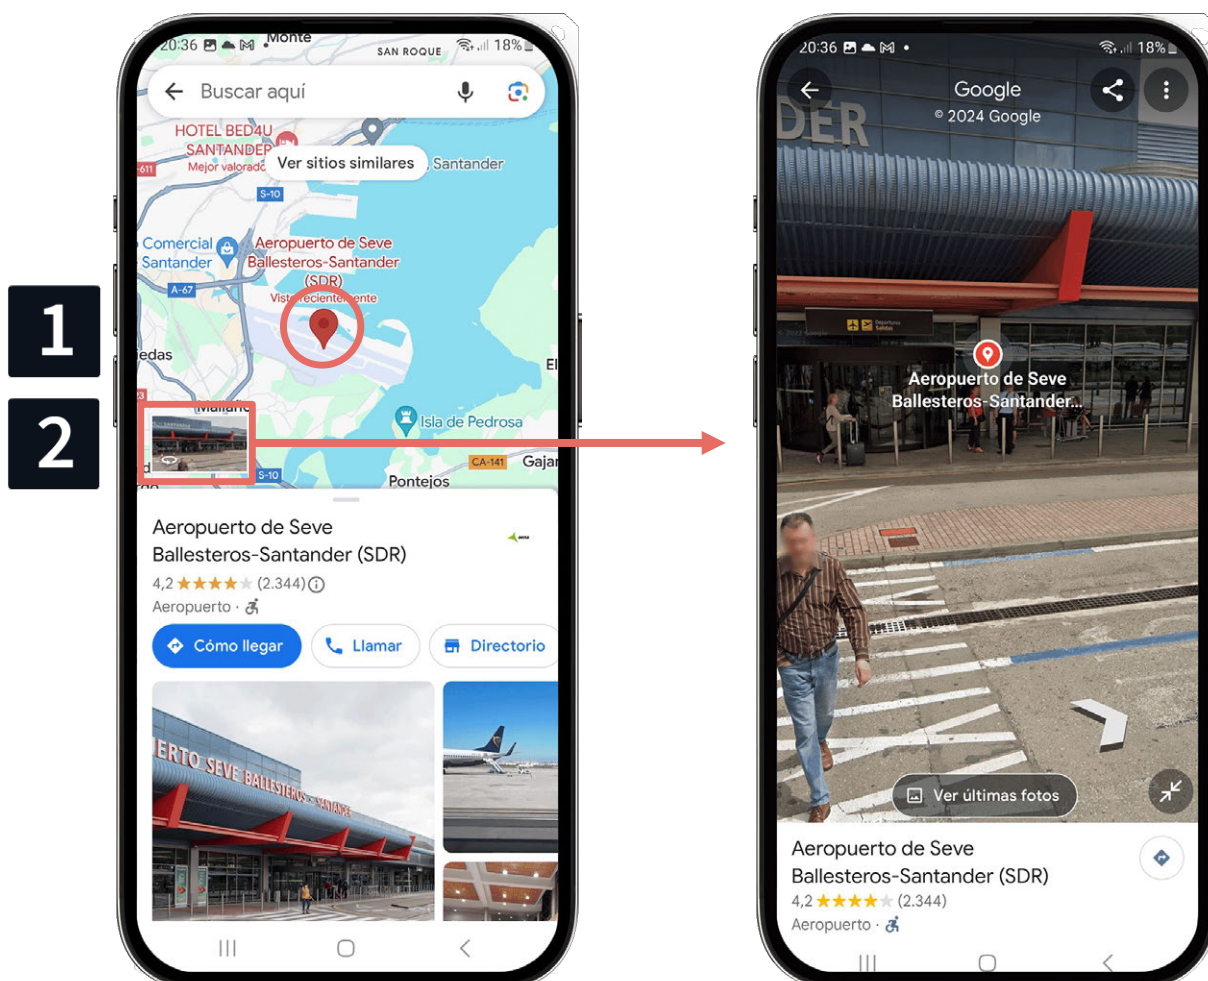 1
2
20:36
18%
Monte
SAN ROQUE
Buscar aquí
HOTEL BED4U
SANTANDER
Mejor valorado
Ver sitios similares
, Santander
S-10
Comercial
Santander
Aeropuerto de Seve
Ballesteros-Santander
(SDR)
Visto recientemente
A-67
edas
El
Isla de Pedrosa
CA-141
Gajar
S-10
Pontejos
Aeropuerto de Seve
Ballesteros-Santander (SDR)
4,2 (2.344)
Aeropuerto ·
Cómo llegar
Llamar
Directorio
ERTO SEVE BALLESTEROS - SANTANDER
20:36
18%
Google
© 2024 Google
DER
Departures
Salidas
Aeropuerto de Seve
Ballesteros-Santander...
Ver últimas fotos
Aeropuerto de Seve
Ballesteros-Santander (SDR)
4,2 (2.344)
Aeropuerto ·